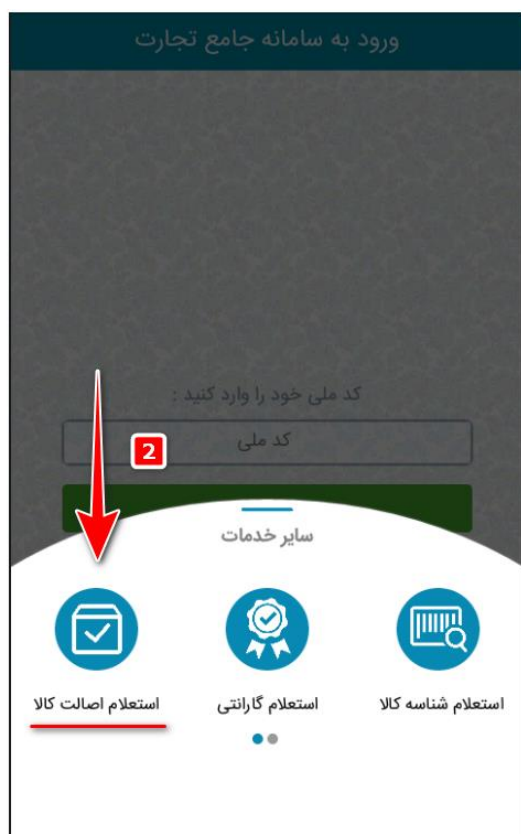 ورود به سامانه جامع تجارت
کد ملی خود را وارد کنید :
کد ملی
2
سایر خدمات
استعلام شناسه کالا
استعلام گارانتی
استعلام اصالت کالا